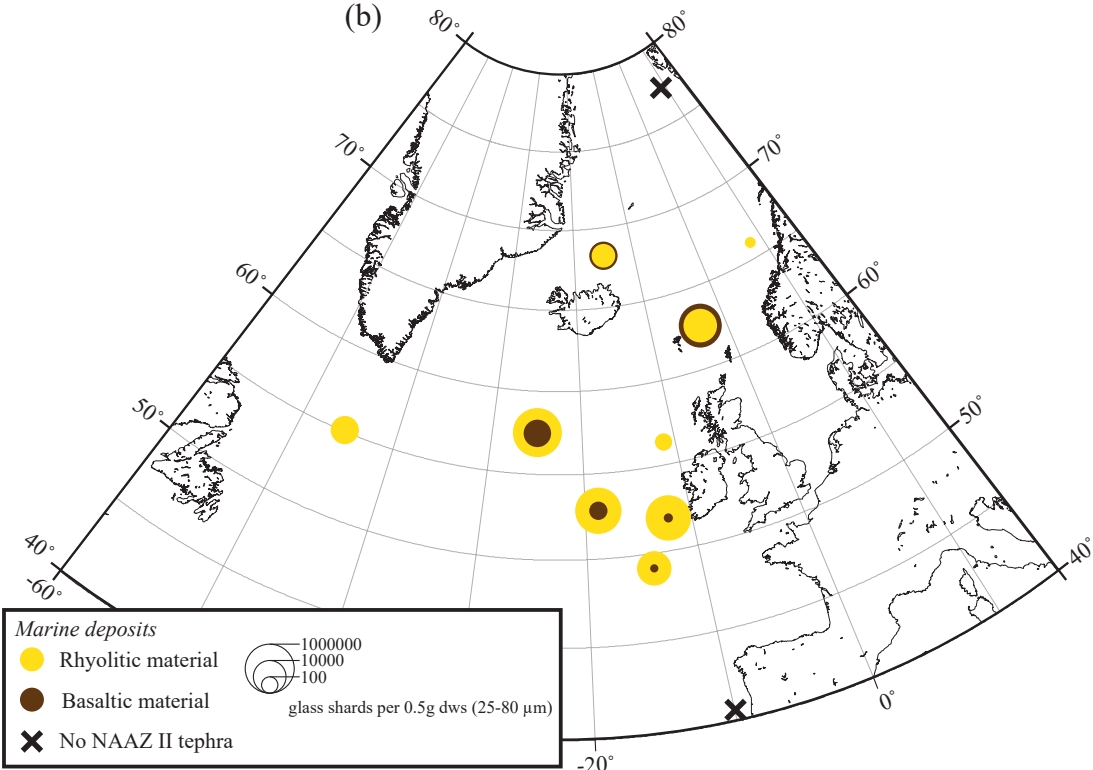 (b)
80°
80°
70°
70°
60°
60°
50°
50°
40°
-60°
40°
0°
-20°
Marine deposits
Rhyolitic material
Basaltic material
No NAAZ II tephra
1000000
10000
100
glass shards per 0.5g dws (25-80 µm)